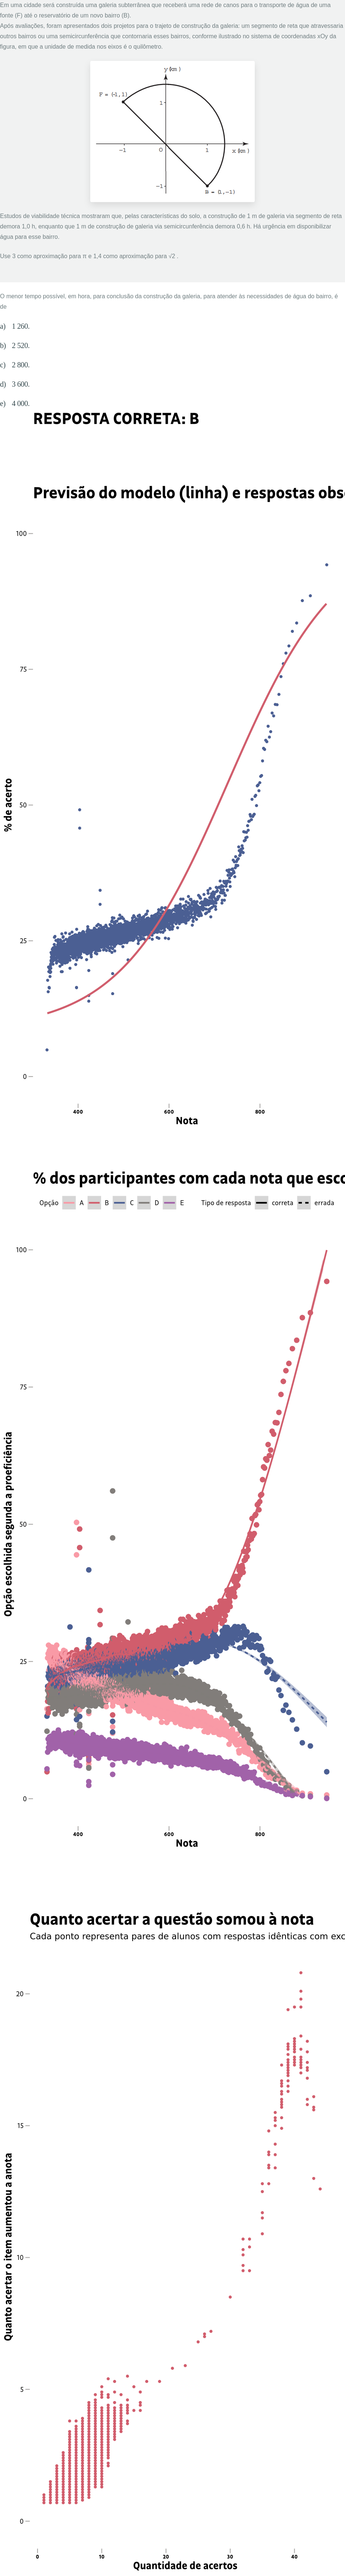 Em uma cidade será construída uma galeria subterrânea que receberá uma rede de canos para o transporte de água de uma
fonte (F) até o reservatório de um novo bairro (B).
Após avaliações, foram apresentados dois projetos para o trajeto de construção da galeria: um segmento de reta que atravessaria
outros bairros ou uma semicircunferência que contornaria esses bairros, conforme ilustrado no sistema de coordenadas xOy da
figura, em que a unidade de medida nos eixos é o quilômetro.
y (km )
F = (-1, 1)
1
−1
O
1
x (km )
−1
B = (1, -1)
Estudos de viabilidade técnica mostraram que, pelas características do solo, a construção de 1 m de galeria via segmento de reta
demora 1,0 h, enquanto que 1 m de construção de galeria via semicircunferência demora 0,6 h. Há urgência em disponibilizar
água para esse bairro.
Use 3 como aproximação para π e 1,4 como aproximação para √2 .
O menor tempo possível, em hora, para conclusão da construção da galeria, para atender às necessidades de água do bairro, é
de
a) 1 260.
b) 2 520.
c) 2 800.
d) 3 600.
e) 4 000.
RESPOSTA CORRETA: B
Previsão do modelo (linha) e respostas obs
100
75
50
25
0
% de acerto
400 600 800
Nota
% dos participantes com cada nota que esco
Opção A B C D E Tipo de resposta correta errada
100
75
50
25
0
Opção escolhida segunda a proeficiência
400 600 800
Nota
Quanto acertar a questão somou à nota
Cada ponto representa pares de alunos com respostas idênticas com exc
20
15
10
5
0
Quanto acertar o item aumentou a anota
0 10 20 30 40
Quantidade de acertos